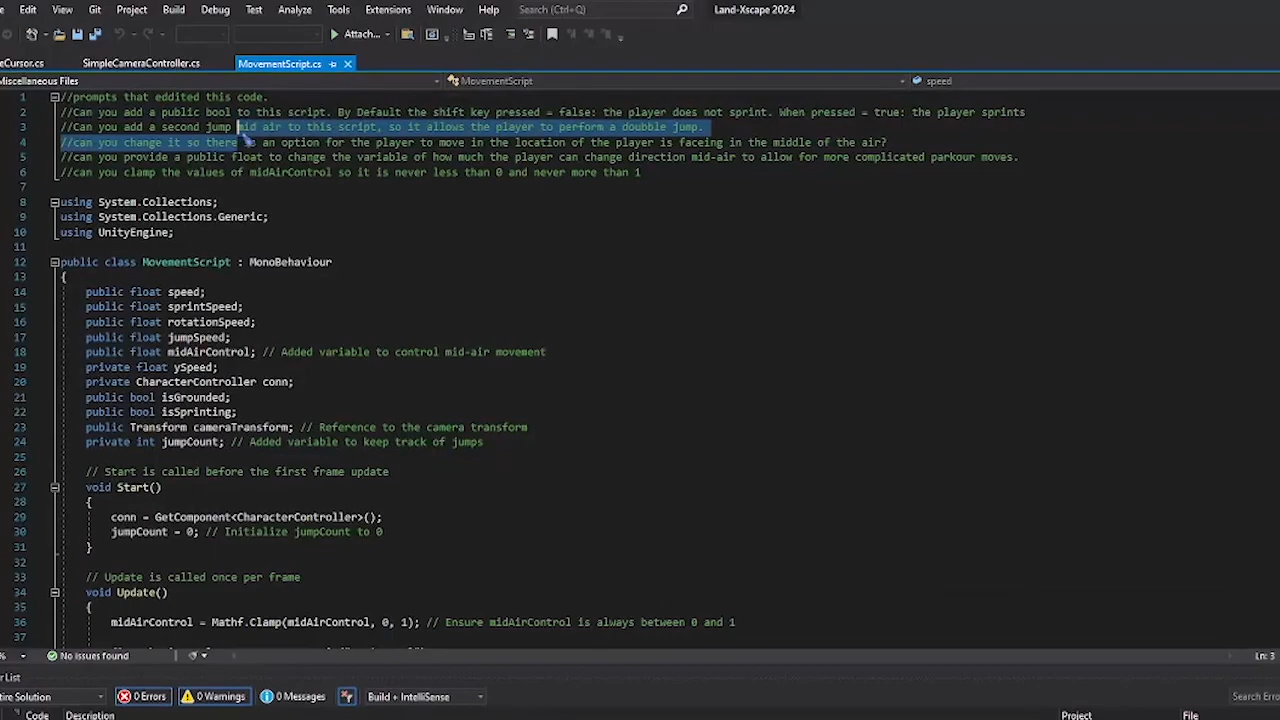 Edit View Git Project Build Debug Test Analyze Tools Extensions Window Help Search (Ctrl+Q) Land-Xscape 2024
Attach...
eCursor.cs SimpleCameraController.cs MovementScript.cs
Miscellaneous Files MovementScript speed
1 //prompts that eddited this code.
2 //Can you add a public bool to this script. By Default the shift key pressed = false: the player does not sprint. When pressed = true: the player sprints
3 //Can you add a second jump mid air to this script, so it allows the player to perform a doubble jump.
4 //can you change it so there is an option for the player to move in the location of the player is faceing in the middle of the air?
5 //can you provide a public float to change the variable of how much the player can change direction mid-air to allow for more complicated parkour moves.
6 //can you clamp the values of midAirControl so it is never less than 0 and never more than 1
7
8 using System.Collections;
9 using System.Collections.Generic;
10 using UnityEngine;
11
12 public class MovementScript : MonoBehaviour
13 {
14 public float speed;
15 public float sprintSpeed;
16 public float rotationSpeed;
17 public float jumpSpeed;
18 public float midAirControl; // Added variable to control mid-air movement
19 private float ySpeed;
20 private CharacterController conn;
21 public bool isGrounded;
22 public bool isSprinting;
23 public Transform cameraTransform; // Reference to the camera transform
24 private int jumpCount; // Added variable to keep track of jumps
25
26 // Start is called before the first frame update
27 void Start()
28 {
29 conn = GetComponent<CharacterController>();
30 jumpCount = 0; // Initialize jumpCount to 0
31 }
32
33 // Update is called once per frame
34 void Update()
35 {
36 midAirControl = Mathf.Clamp(midAirControl, 0, 1); // Ensure midAirControl is always between 0 and 1
37
% No issues found Ln: 3
r List
tire Solution 0 Errors 0 Warnings 0 Messages Build + IntelliSense Search Erro
Code Description Project File